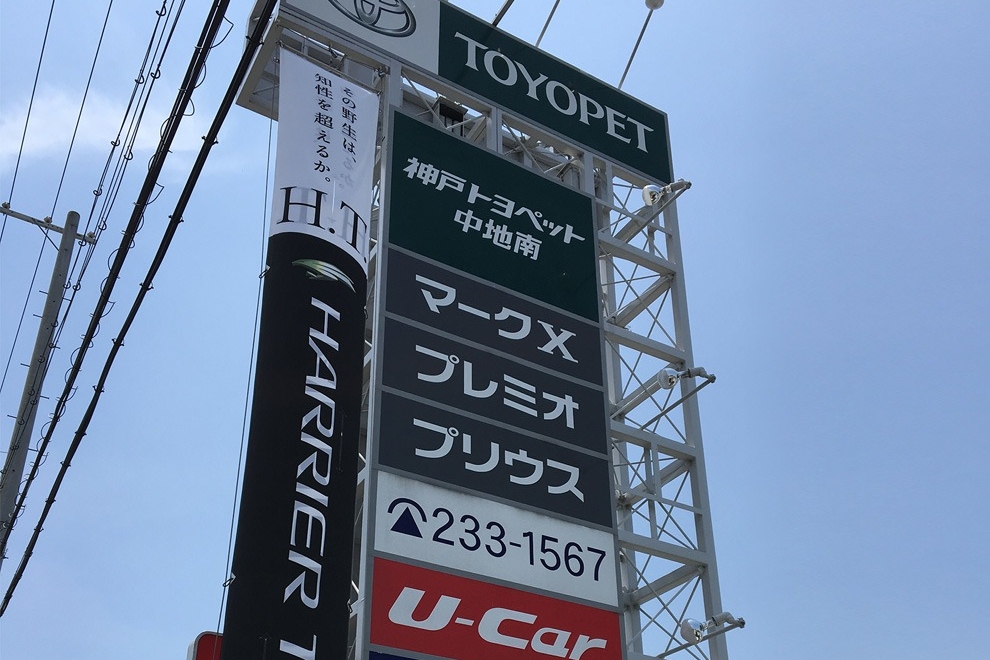 TOYOPET
神戸トヨペット
中地南
マークX
プレミオ
プリウス
233-1567
U-Car
その野生は、
知性を超えるか。
H.T
HARRIER T